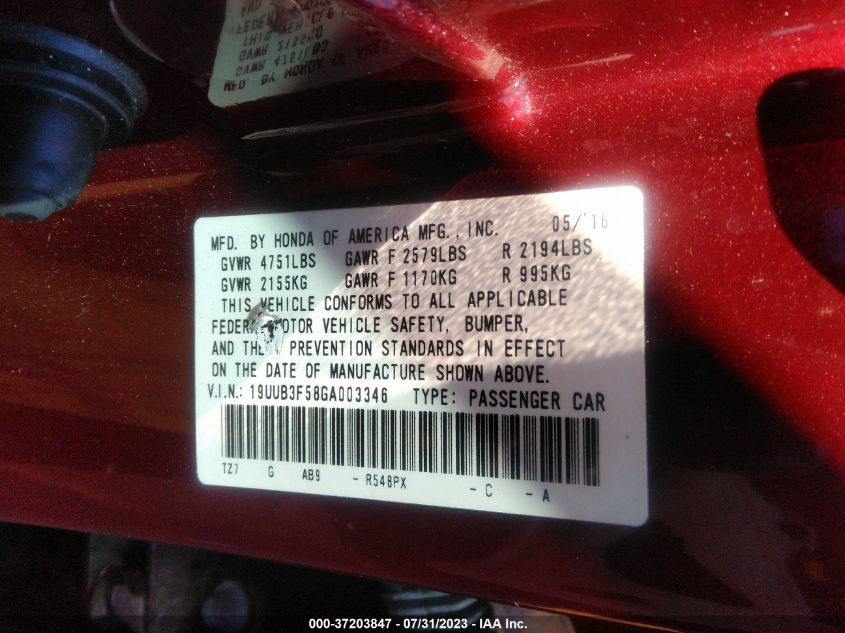 MFD. BY HONDA OF AMERICA MFG., INC. 05/'16
GVWR 4751LBS GAWR F 2579LBS R 2194LBS
GVWR 2155KG GAWR F 1170KG R 995KG
THIS VEHICLE CONFORMS TO ALL APPLICABLE
MOTOR VEHICLE SAFETY, BUMPER,
AND PREVENTION STANDARDS IN EFFECT
ON THE DATE OF MANUFACTURE SHOWN ABOVE.
V.I.N.: 19UUB3F58GA003346 TYPE: PASSENGER CAR
TZ7 G AB9 - R548PX - C - A
000-37203847 - 07/31/2023 - IAA Inc.